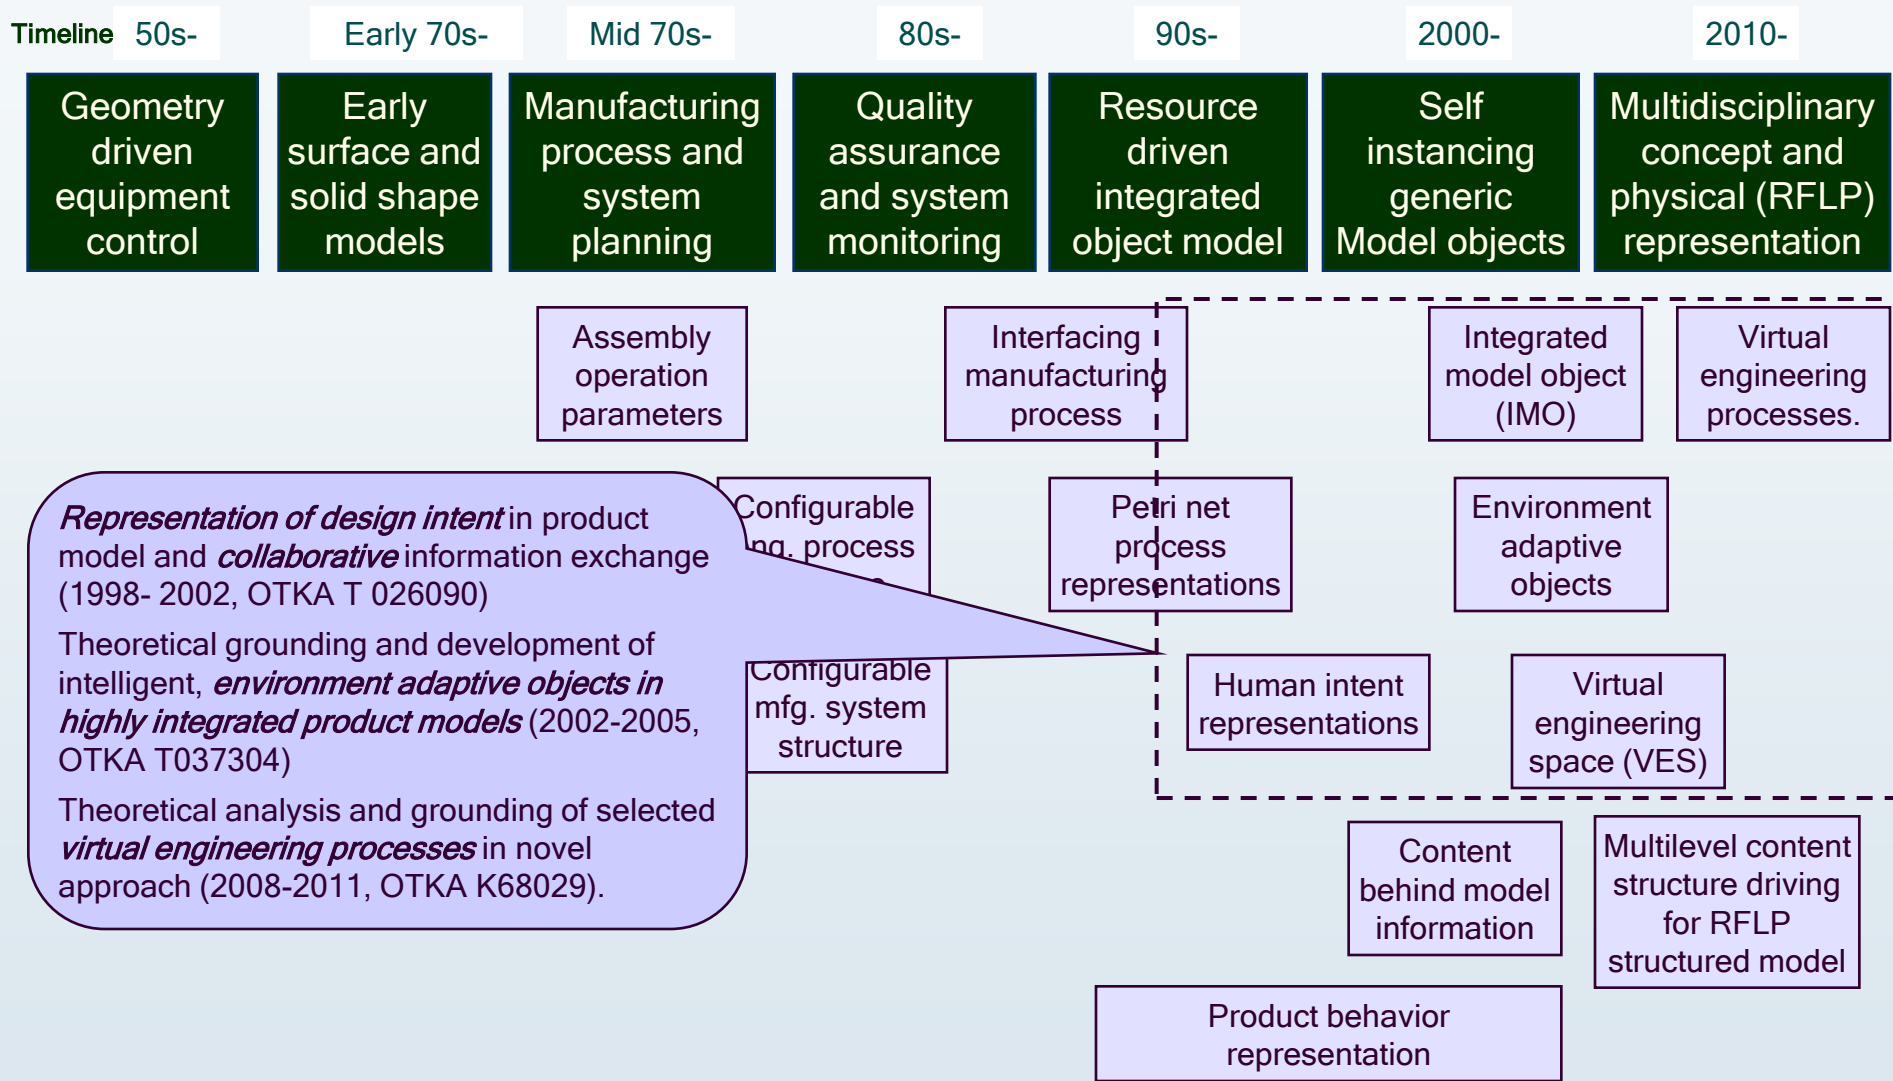 Timeline 50s- Early 70s- Mid 70s- 80s- 90s- 2000- 2010-
Geometry
driven
equipment
control
Early
surface and
solid shape
models
Manufacturing
process and
system
planning
Quality
assurance
and system
monitoring
Resource
driven
integrated
object model
Self
instancing
generic
Model objects
Multidisciplinary
concept and
physical (RFLP)
representation
Assembly
operation
parameters
Interfacing
manufacturing
process
Integrated
model object
(IMO)
Virtual
engineering
processes.
Representation of design intent in product
model and collaborative information exchange
(1998- 2002, OTKA T 026090)
Theoretical grounding and development of
intelligent, environment adaptive objects in
highly integrated product models (2002-2005,
OTKA T037304)
Theoretical analysis and grounding of selected
virtual engineering processes in novel
approach (2008-2011, OTKA K68029).
Configurable
process
Petri net
process
representations
Environment
adaptive
objects
Configurable
mfg. system
structure
Human intent
representations
Virtual
engineering
space (VES)
Content
behind model
information
Multilevel content
structure driving
for RFLP
structured model
Product behavior
representation